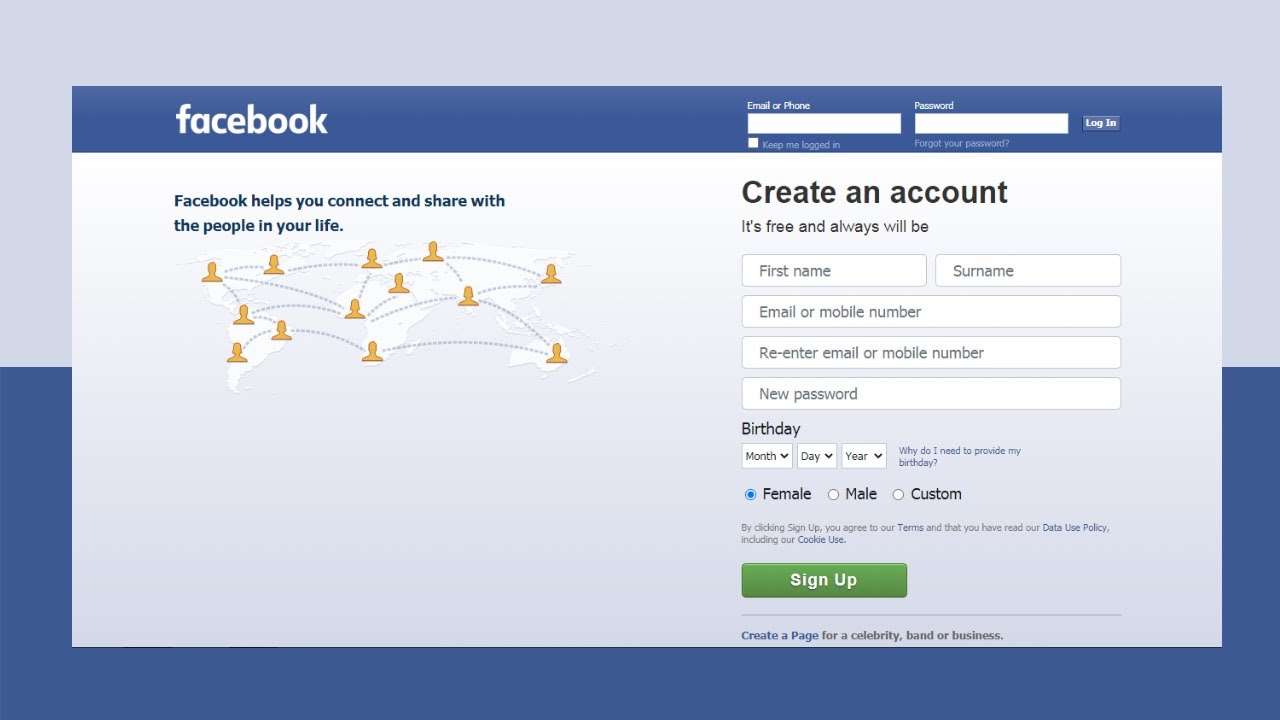 facebook
Email or Phone
Password
Log In
Keep me logged in
Forgot your password?
Facebook helps you connect and share with
the people in your life.
Create an account
It's free and always will be
First name
Surname
Email or mobile number
Re-enter email or mobile number
New password
Birthday
Month
Day
Year
Why do I need to provide my
birthday?
Female
Male
Custom
By clicking Sign Up, you agree to our Terms and that you have read our Data Use Policy,
including our Cookie Use.
Sign Up
Create a Page for a celebrity, band or business.